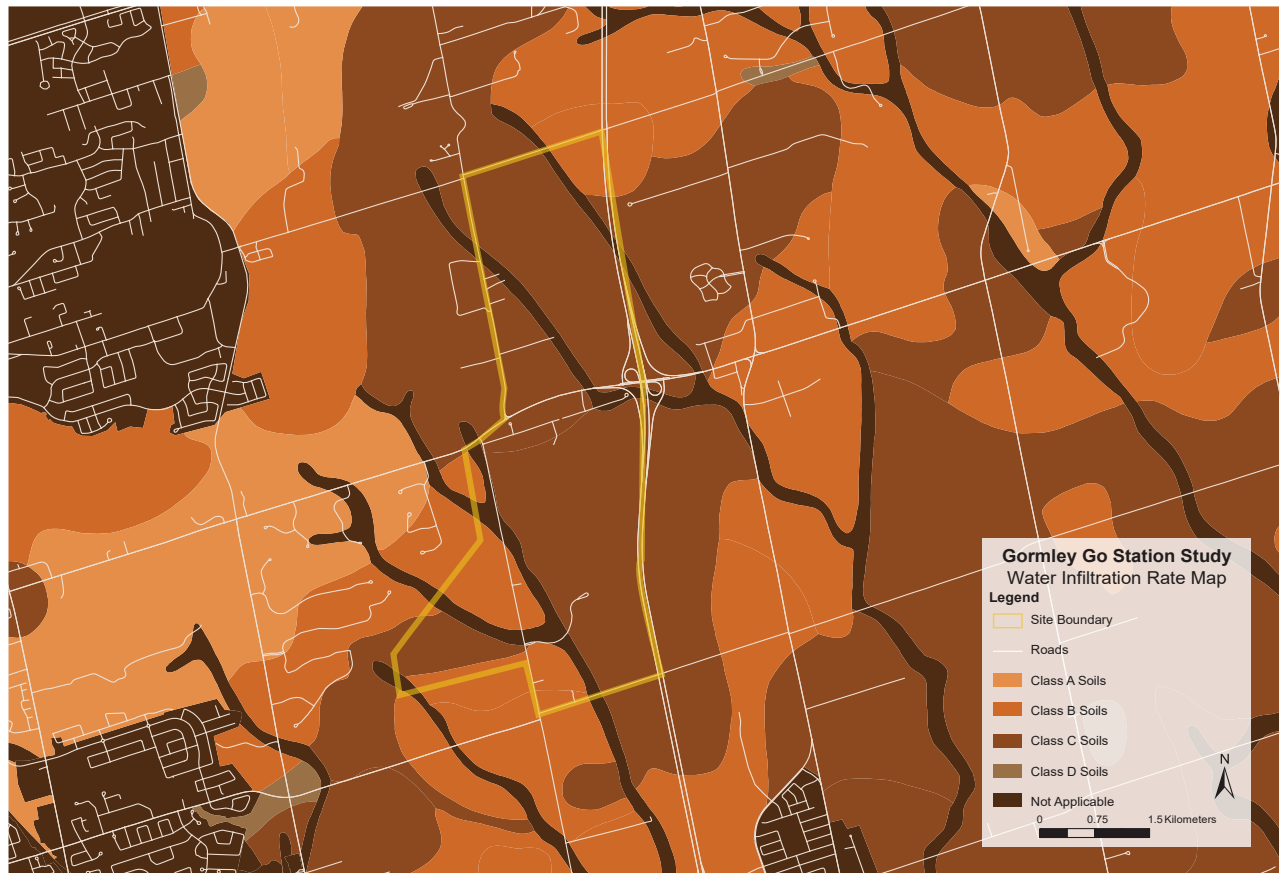 Gormley Go Station Study
Water Infiltration Rate Map
Legend
Site Boundary
Roads
Class A Soils
Class B Soils
Class C Soils
Class D Soils
Not Applicable
N
0 0.75 1.5 Kilometers